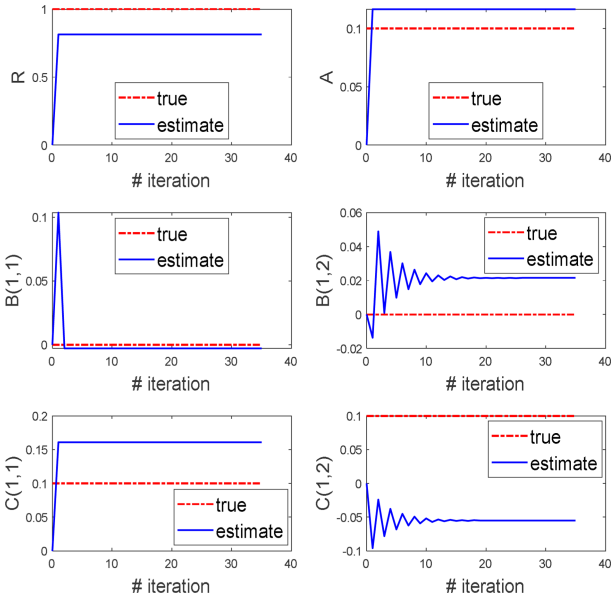 1
0.5
0
R
true
estimate
0
10
20
30
40
# iteration
0.1
0.05
0
A
true
estimate
0
10
20
30
40
# iteration
0.1
0.05
0
B(1,1)
true
estimate
0
10
20
30
40
# iteration
0.06
0.04
0.02
0
-0.02
B(1,2)
true
estimate
0
10
20
30
40
# iteration
0.2
0.15
0.1
0.05
0
C(1,1)
true
estimate
0
10
20
30
40
# iteration
0.1
0.05
0
-0.05
-0.1
C(1,2)
true
estimate
0
10
20
30
40
# iteration